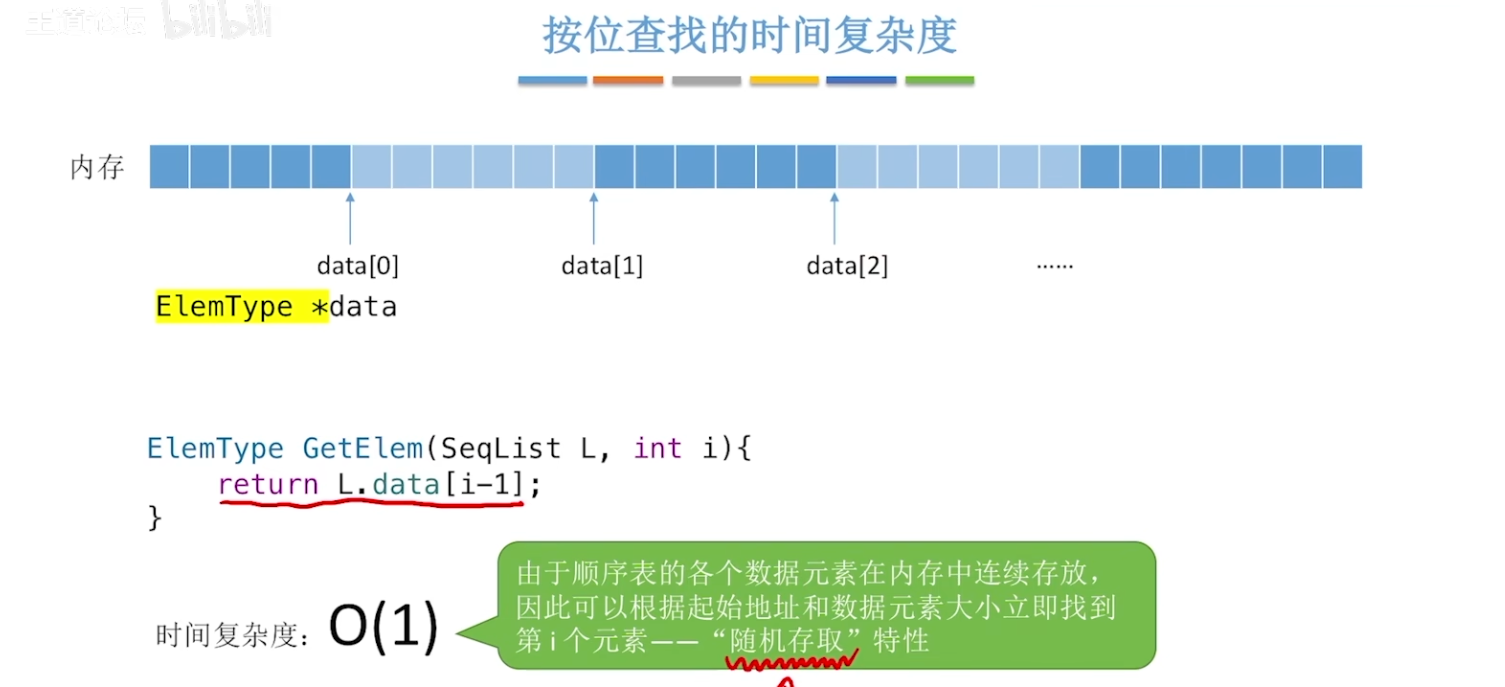 王道论坛 bilibili
按位查找的时间复杂度
内存
data[0] data[1] data[2] ……
ElemType *data
ElemType GetElem(SeqList L, int i){
return L.data[i-1];
}
由于顺序表的各个数据元素在内存中连续存放，
因此可以根据起始地址和数据元素大小立即找到
第i个元素——“随机存取”特性
时间复杂度：O(1)